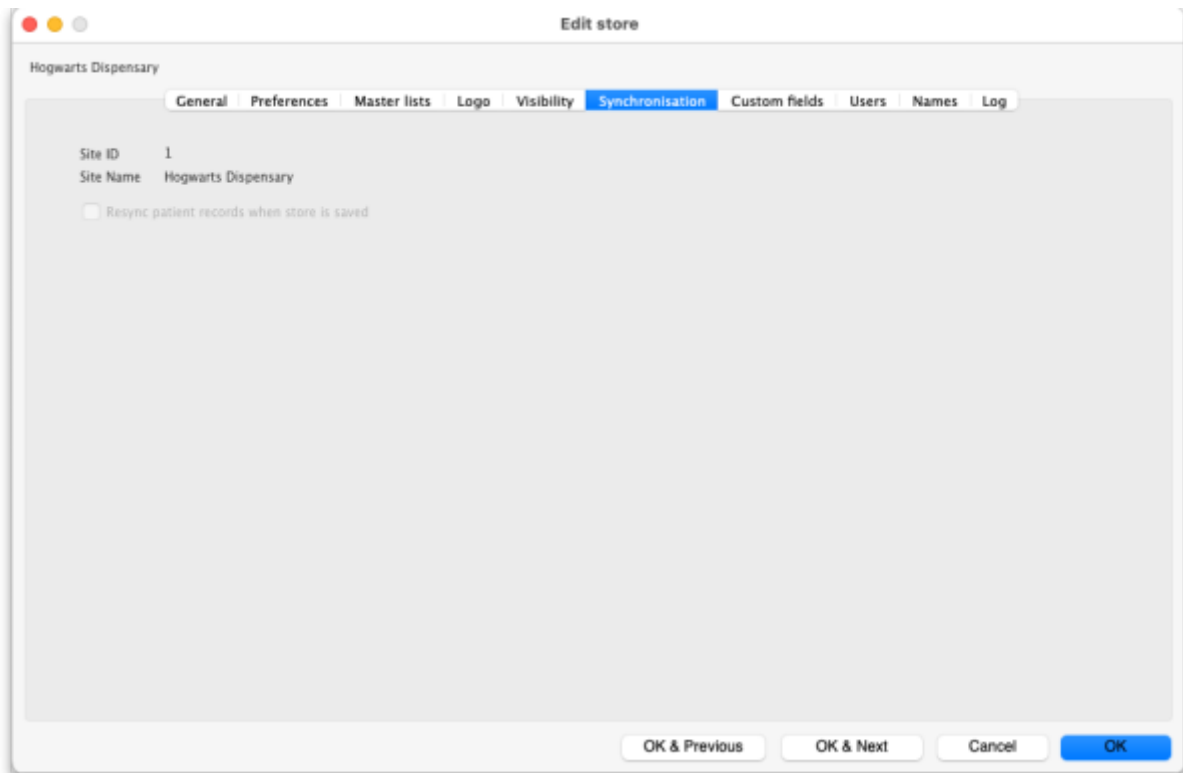 Edit store
Hogwarts Dispensary
General Preferences Master lists Logo Visibility Synchronisation Custom fields Users Names Log
Site ID 1
Site Name Hogwarts Dispensary
Resync patient records when store is saved
OK & Previous OK & Next Cancel OK